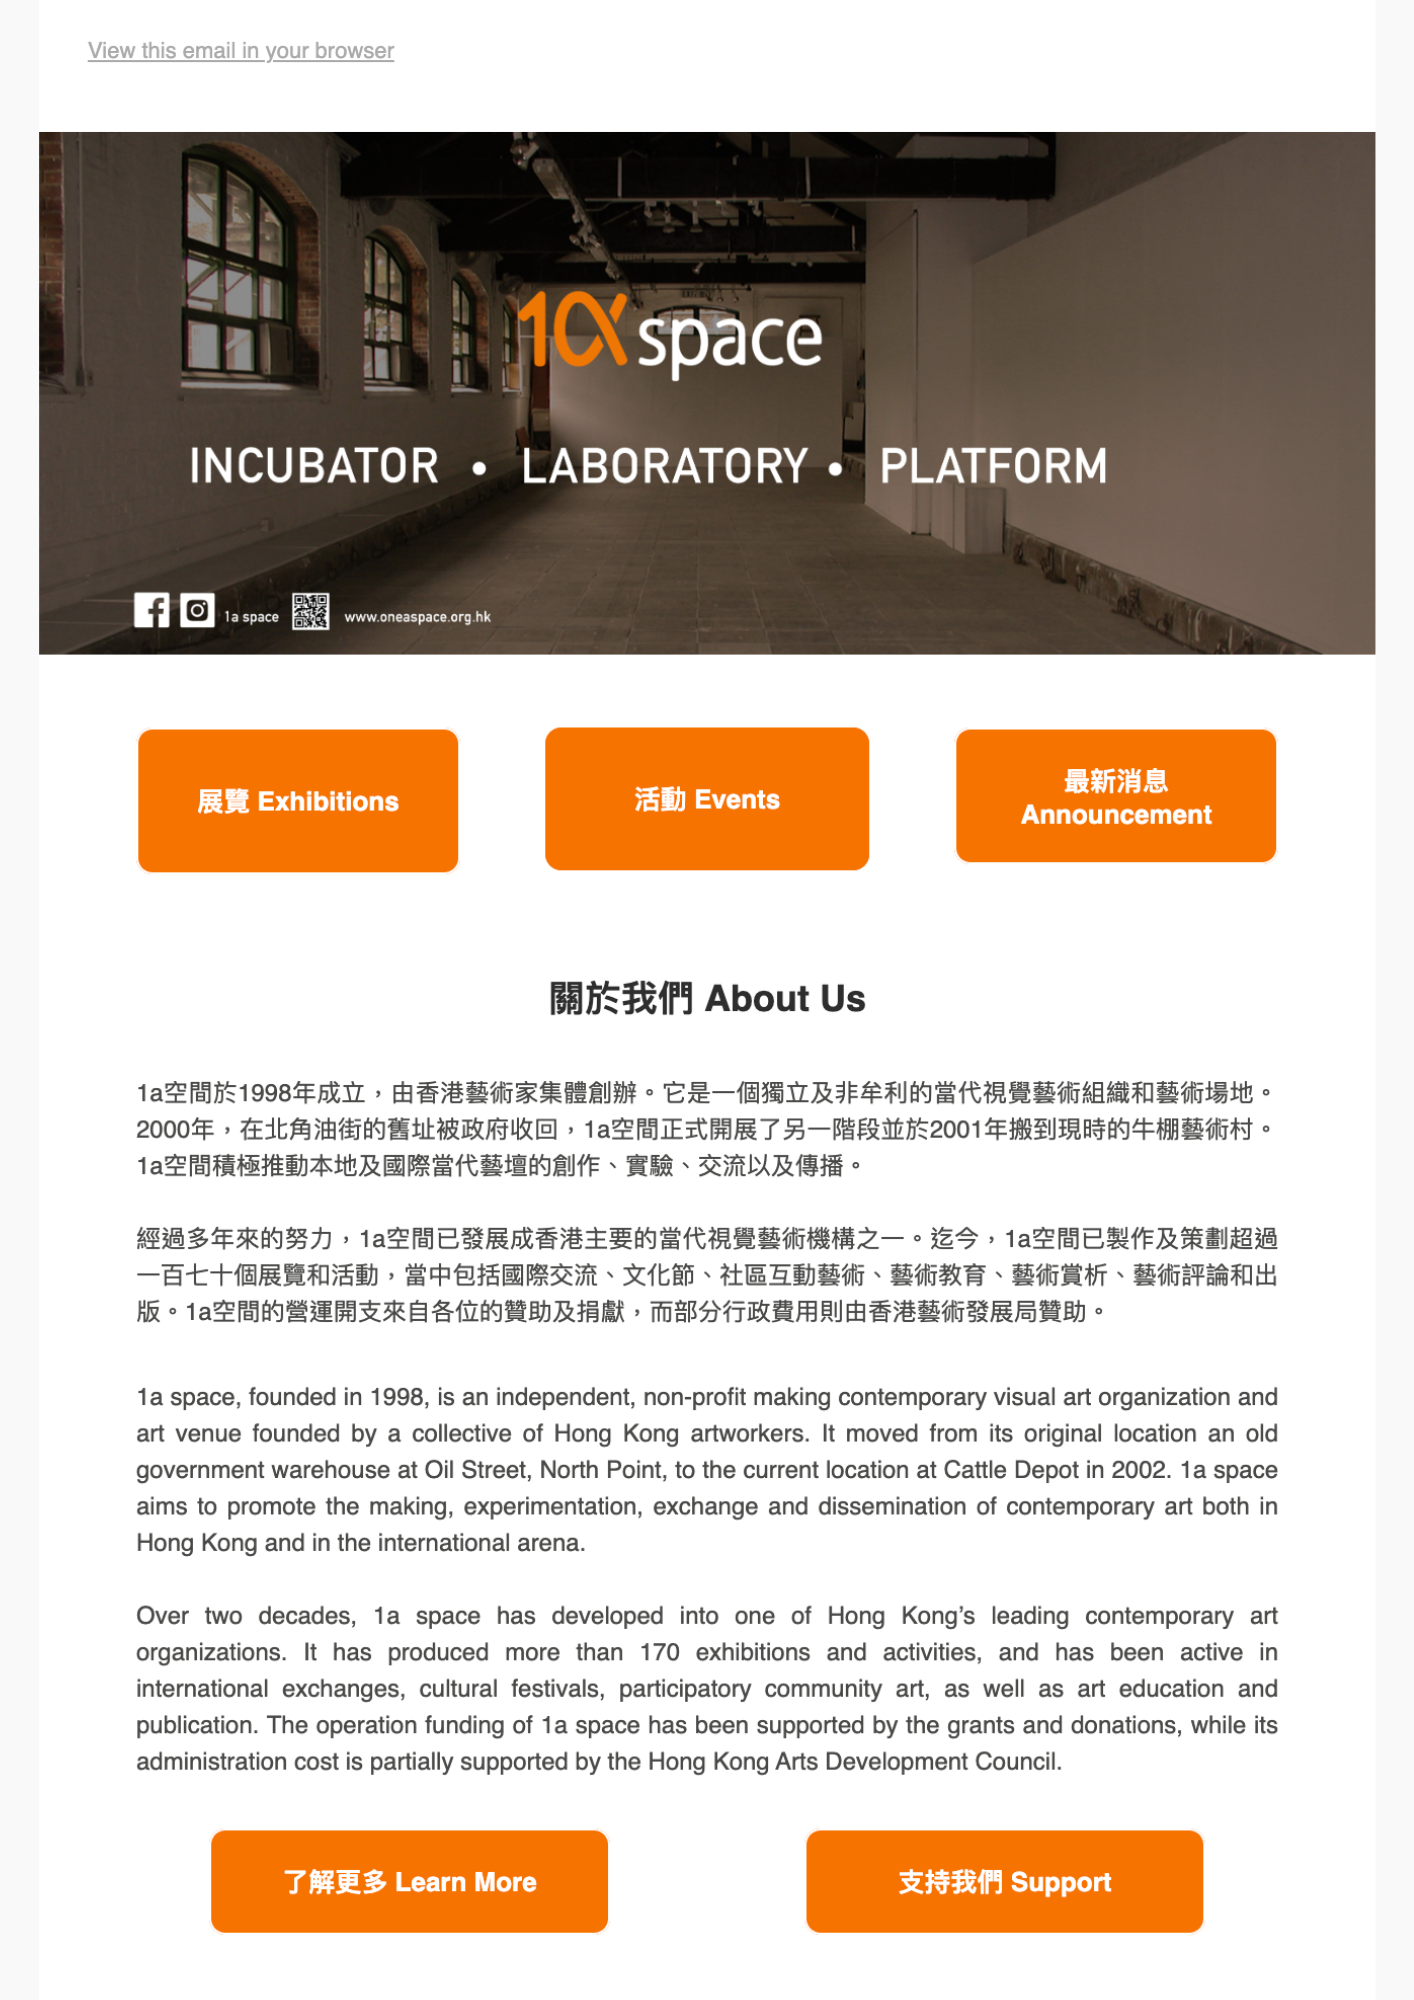 View this email in your browser
1a space
INCUBATOR • LABORATORY • PLATFORM
1a space www.oneaspace.org.hk
展覽 Exhibitions
活動 Events
最新消息
Announcement
關於我們 About Us
1a空間於1998年成立，由香港藝術家集體創辦。它是一個獨立及非牟利的當代視覺藝術組織和藝術場地。
2000年，在北角油街的舊址被政府收回，1a空間正式開展了另一階段並於2001年搬到現時的牛棚藝術村。
1a空間積極推動本地及國際當代藝壇的創作、實驗、交流以及傳播。
經過多年來的努力，1a空間已發展成香港主要的當代視覺藝術機構之一。迄今，1a空間已製作及策劃超過
一百七十個展覽和活動，當中包括國際交流、文化節、社區互動藝術、藝術教育、藝術賞析、藝術評論和出
版。1a空間的營運開支來自各位的贊助及捐獻，而部分行政費用則由香港藝術發展局贊助。
1a space, founded in 1998, is an independent, non-profit making contemporary visual art organization and
art venue founded by a collective of Hong Kong artworkers. It moved from its original location an old
government warehouse at Oil Street, North Point, to the current location at Cattle Depot in 2002. 1a space
aims to promote the making, experimentation, exchange and dissemination of contemporary art both in
Hong Kong and in the international arena.
Over two decades, 1a space has developed into one of Hong Kong’s leading contemporary art
organizations. It has produced more than 170 exhibitions and activities, and has been active in
international exchanges, cultural festivals, participatory community art, as well as art education and
publication. The operation funding of 1a space has been supported by the grants and donations, while its
administration cost is partially supported by the Hong Kong Arts Development Council.
了解更多 Learn More
支持我們 Support